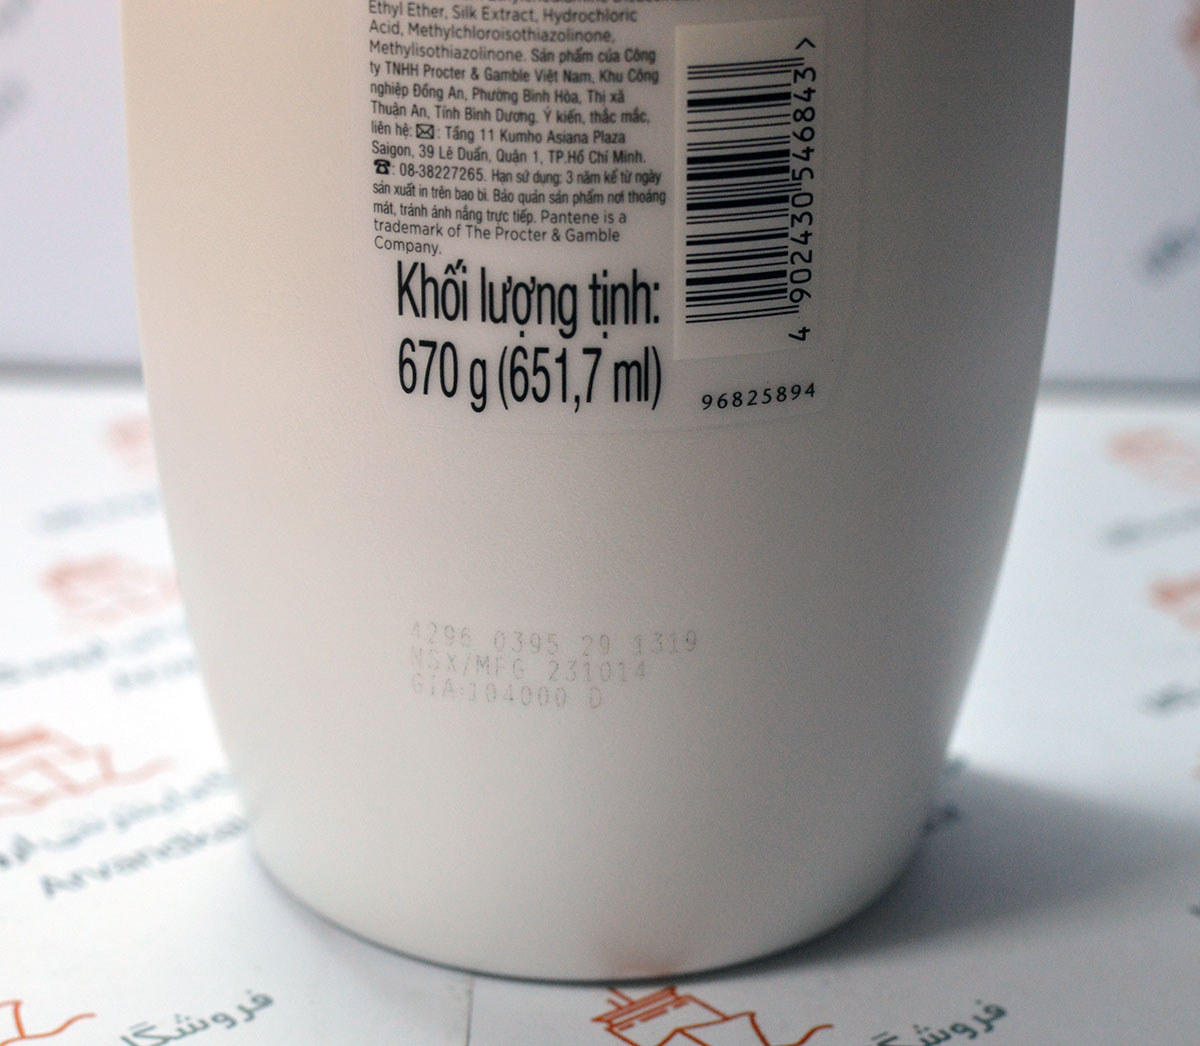 Ethyl Ether, Silk Extract, Hydrochloric
Acid, Methylchloroisothiazolinone,
Methylisothiazolinone. Sản phẩm của Công
ty TNHH Procter & Gamble Việt Nam, Khu Công
nghiệp Đồng An, Phường Bình Hòa, Thị xã
Thuận An, Tỉnh Bình Dương. Ý kiến, thắc mắc,
liên hệ: ✉: Tầng 11 Kumho Asiana Plaza
Saigon, 39 Lê Duẩn, Quận 1, TP.Hồ Chí Minh.
☎: 08-38227265. Hạn sử dụng: 3 năm kể từ ngày
sản xuất in trên bao bì. Bảo quản sản phẩm nơi thoáng
mát, tránh ánh nắng trực tiếp. Pantene is a
trademark of The Procter & Gamble
Company.
Khối lượng tịnh:
670 g (651,7 ml)
4 902430 546843 >
96825894
4296 0395 29 1319
NSX/MFG 231014
GIA:104000 D
Arvandkal
فروشگا
فروشگا